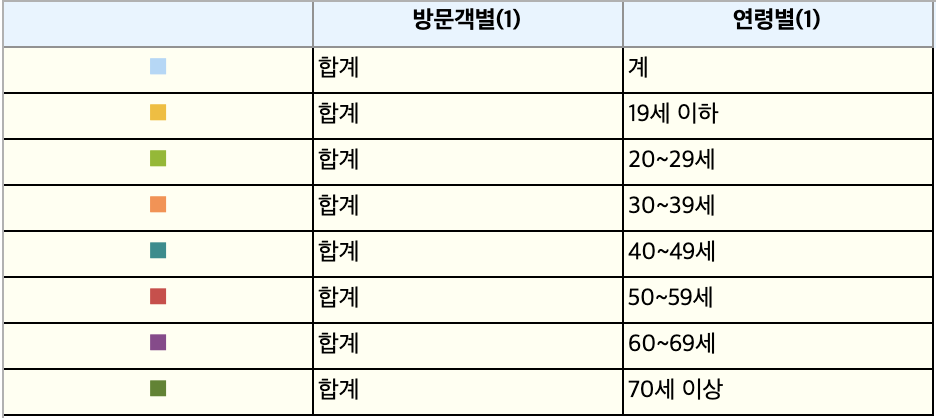 방문객별(1) 연령별(1)
합계 계
합계 19세 이하
합계 20~29세
합계 30~39세
합계 40~49세
합계 50~59세
합계 60~69세
합계 70세 이상